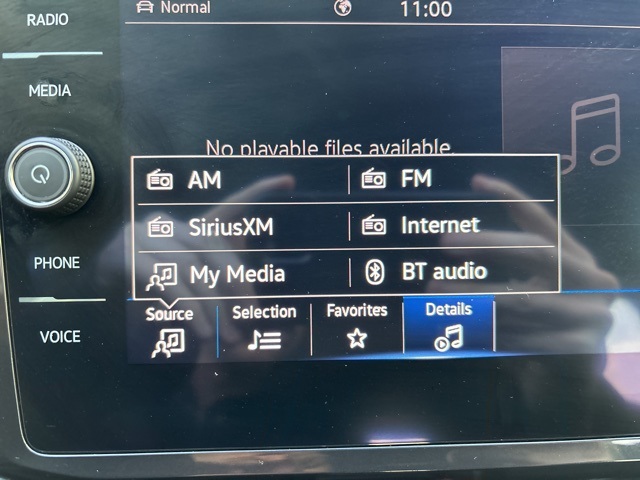 RADIO
Normal
11:00
MEDIA
No playable files available.
AM
FM
SiriusXM
Internet
My Media
BT audio
PHONE
Source
Selection
Favorites
Details
VOICE